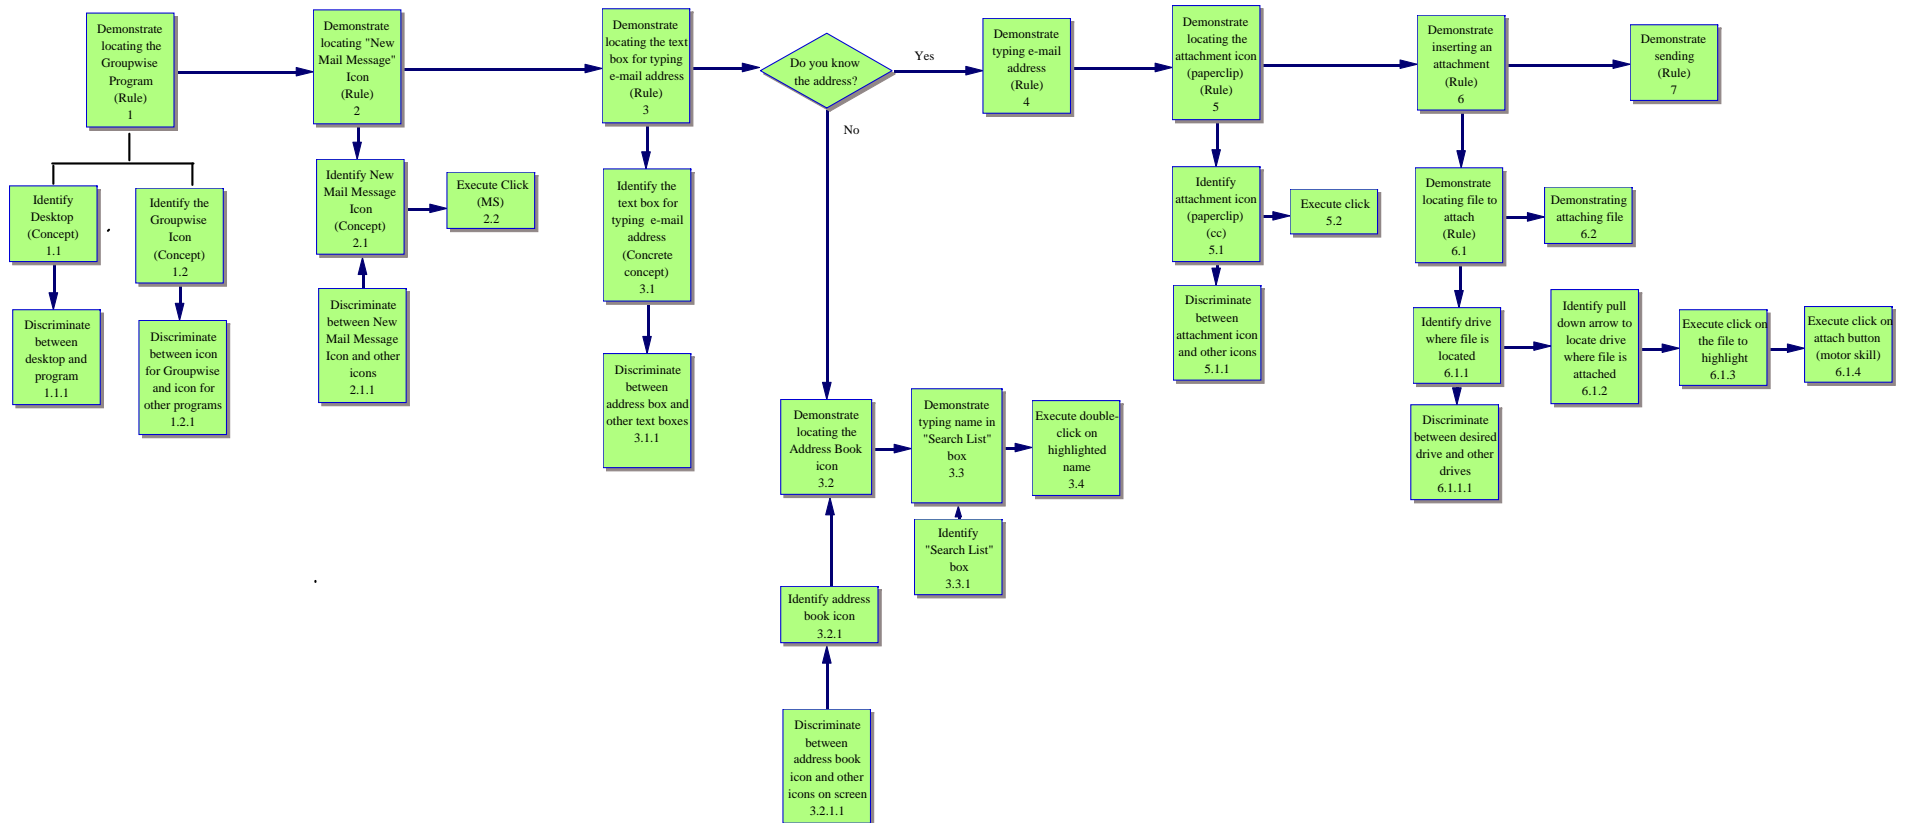 Demonstrate
locating the
Groupwise
Program
(Rule)
1
Demonstrate
locating "New
Mail Message"
Icon
(Rule)
2
Demonstrate
locating the text
box for typing
e-mail address
(Rule)
3
Do you know
the address?
Yes
No
Demonstrate
typing e-mail
address
(Rule)
4
Demonstrate
locating the
attachment icon
(paperclip)
(Rule)
5
Demonstrate
inserting an
attachment
(Rule)
6
Demonstrate
sending
(Rule)
7
Identify
Desktop
(Concept)
1.1
Identify the
Groupwise
Icon
(Concept)
1.2
Identify New
Mail Message
Icon
(Concept)
2.1
Execute Click
(MS)
2.2
Identify the
text box for
typing e-mail
address
(Concrete
concept)
3.1
Identify
attachment icon
(paperclip)
(cc)
5.1
Execute click
5.2
Demonstrate
locating file to
attach
(Rule)
6.1
Demonstrating
attaching file
6.2
Discriminate
between
desktop and
program
1.1.1
Discriminate
between icon
for Groupwise
and icon for
other programs
1.2.1
Discriminate
between New
Mail Message
Icon and other
icons
2.1.1
Discriminate
between
address box and
other text boxes
3.1.1
Discriminate
between
attachment icon
and other icons
5.1.1
Identify drive
where file is
located
6.1.1
Identify pull
down arrow to
locate drive
where file is
attached
6.1.2
Execute click on
the file to
highlight
6.1.3
Execute click on
attach button
(motor skill)
6.1.4
Demonstrate
locating the
Address Book
icon
3.2
Demonstrate
typing name in
"Search List"
box
3.3
Execute double-
click on
highlighted
name
3.4
Discriminate
between desired
drive and other
drives
6.1.1.1
Identify
"Search List"
box
3.3.1
Identify address
book icon
3.2.1
Discriminate
between
address book
icon and other
icons on screen
3.2.1.1